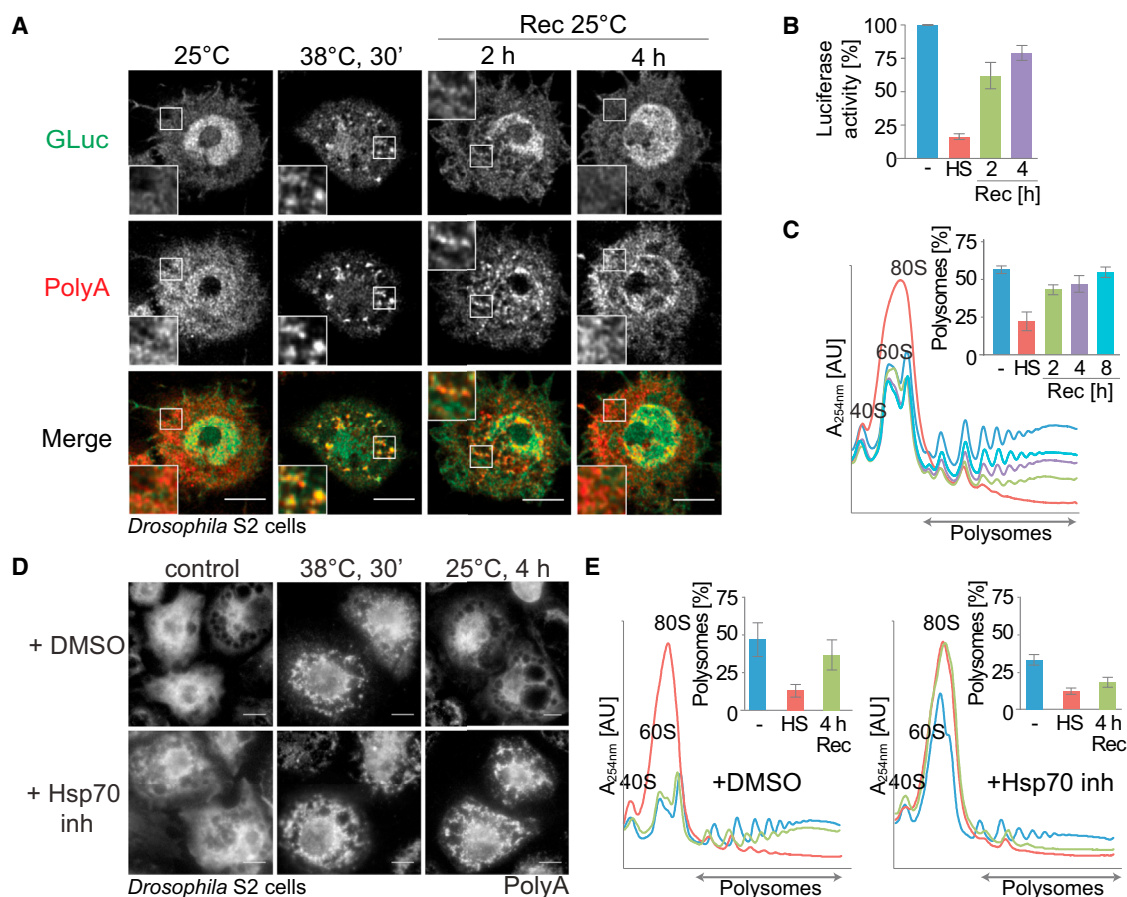 A
Rec 25°C
25°C 38°C, 30' 2 h 4 h
GLuc
PolyA
Merge
Drosophila S2 cells
B
Luciferase
activity [%]
100
75
50
25
0
- HS 2 4
Rec [h]
C
Polysomes [%]
75
50
25
0
- HS 2 4 8
Rec [h]
A254nm [AU]
80S
60S
40S
Polysomes
D
control 38°C, 30' 25°C, 4 h
+ DMSO
+ Hsp70
inh
Drosophila S2 cells PolyA
E
Polysomes [%]
75
50
25
0
- HS 4 h
Rec
A254nm [AU]
80S
60S
40S
+DMSO
Polysomes
Polysomes [%]
75
50
25
0
- HS 4 h
Rec
A254nm [AU]
80S
60S
40S
+Hsp70 inh
Polysomes